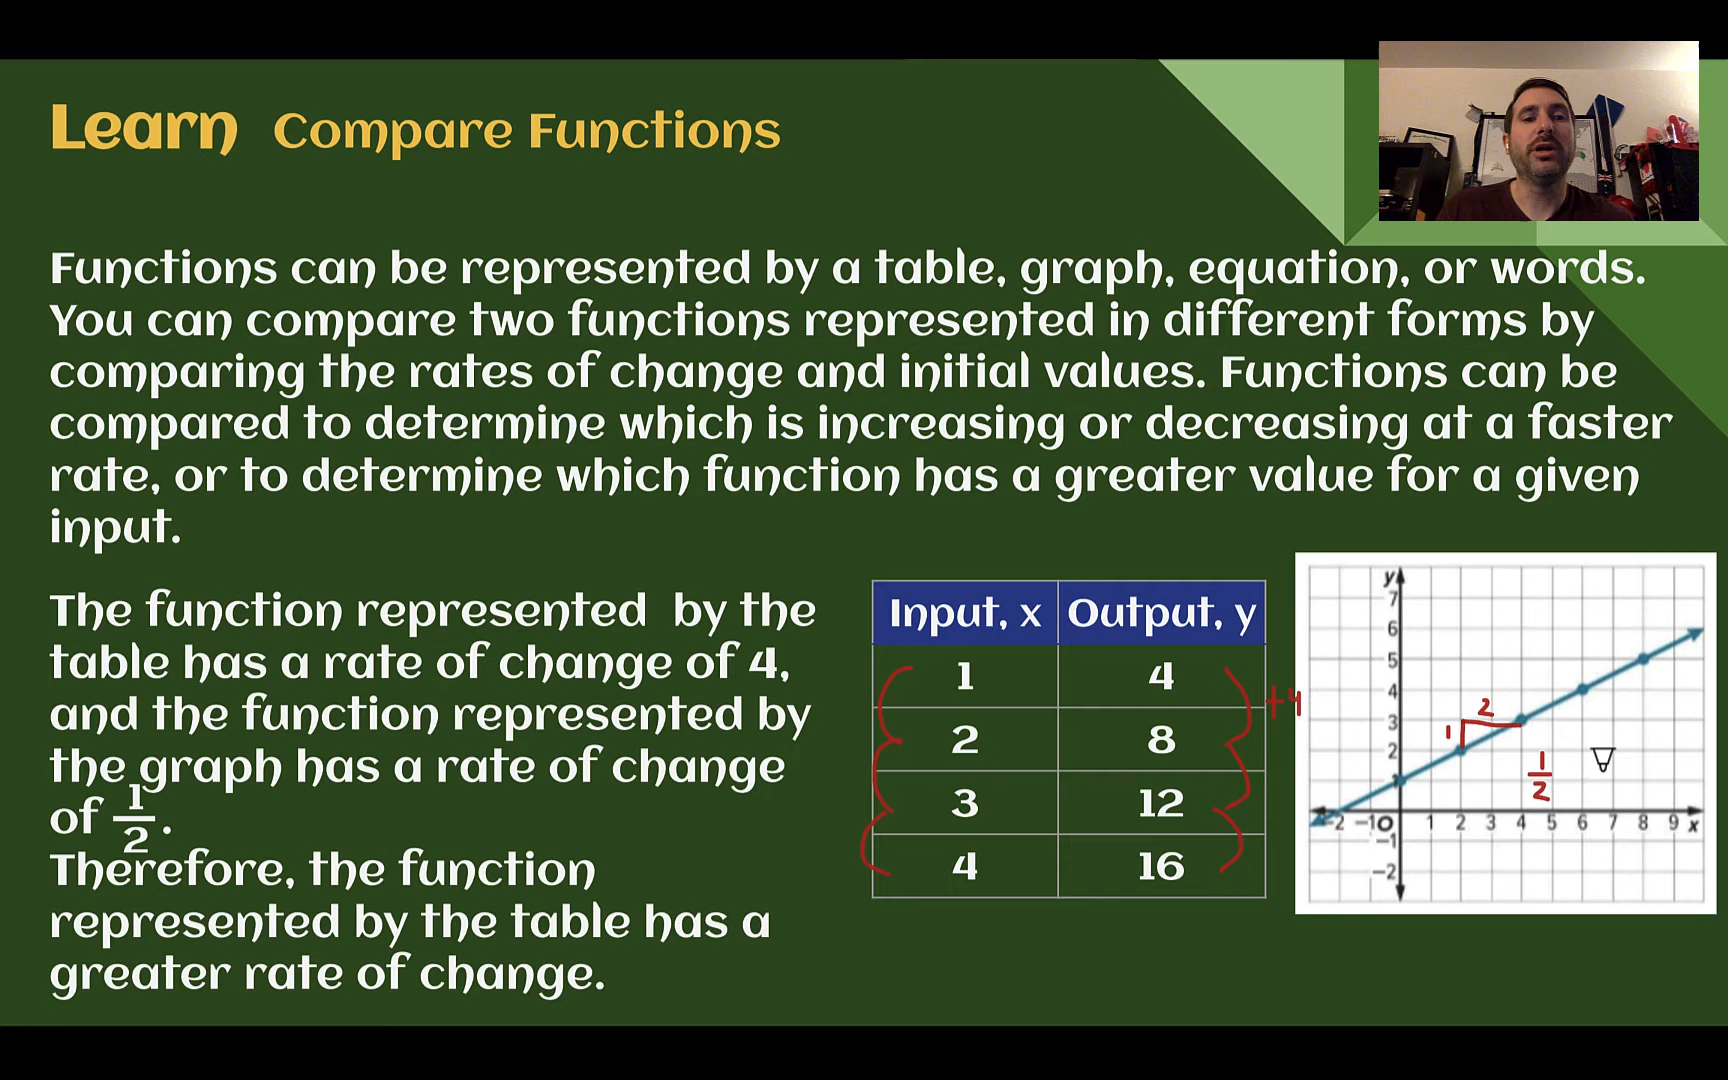 Learn Compare Functions
Functions can be represented by a table, graph, equation, or words.
You can compare two functions represented in different forms by
comparing the rates of change and initial values. Functions can be
compared to determine which is increasing or decreasing at a faster
rate, or to determine which function has a greater value for a given
input.
The function represented by the
table has a rate of change of 4,
and the function represented by
the graph has a rate of change
of 1/2.
Therefore, the function
represented by the table has a
greater rate of change.
Input, x Output, y
1 4
2 8
3 12
4 16
+4
y
7
6
5
4
3
2
1
-1
-2
-2 -1 O 1 2 3 4 5 6 7 8 9 x
2
1
1/2